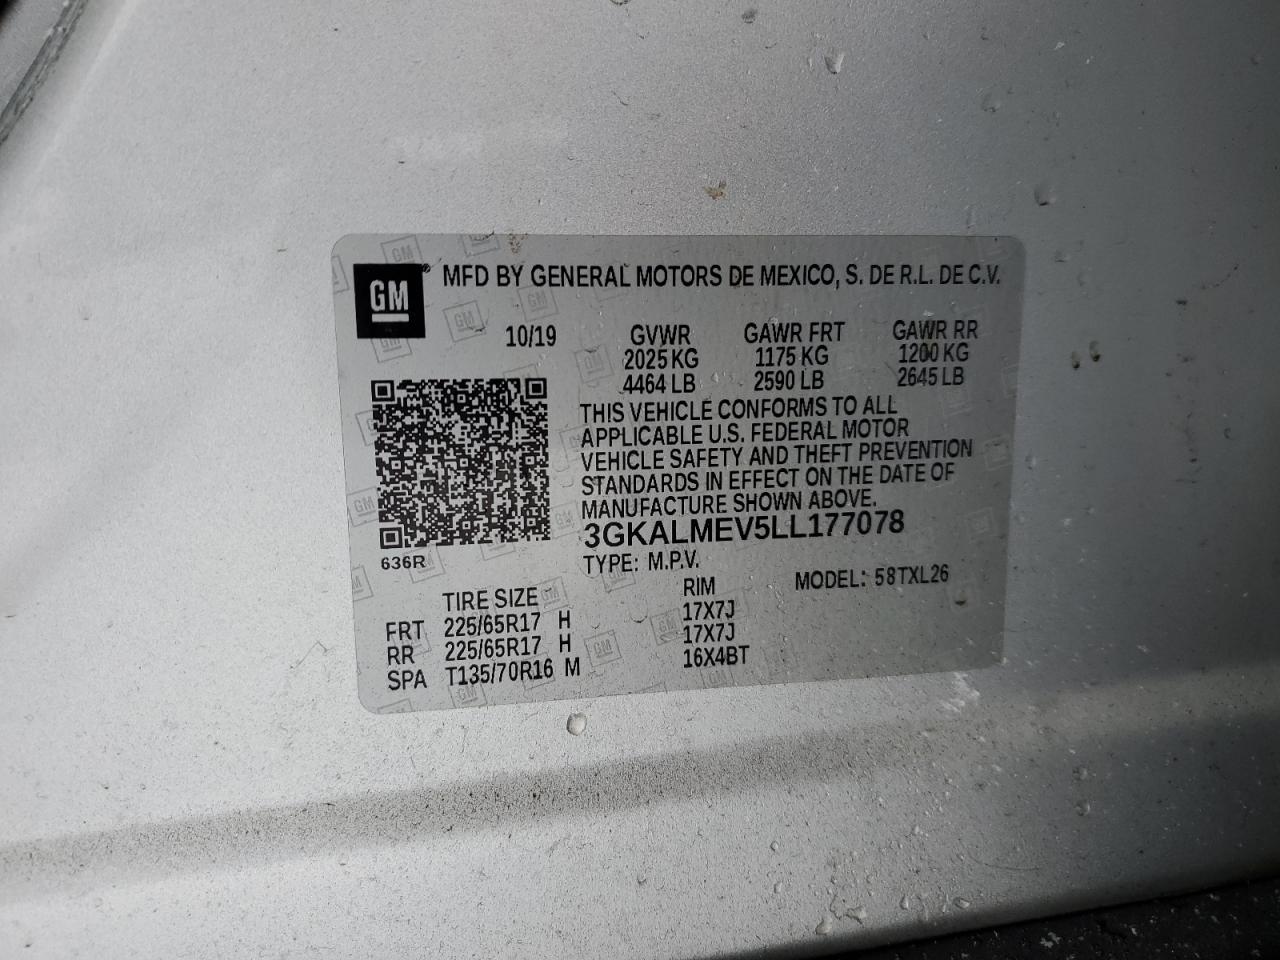 GM
MFD BY GENERAL MOTORS DE MEXICO, S. DE R.L. DE C.V.
10/19 GVWR GAWR FRT GAWR RR
2025 KG 1175 KG 1200 KG
4464 LB 2590 LB 2645 LB
THIS VEHICLE CONFORMS TO ALL
APPLICABLE U.S. FEDERAL MOTOR
VEHICLE SAFETY AND THEFT PREVENTION
STANDARDS IN EFFECT ON THE DATE OF
MANUFACTURE SHOWN ABOVE.
3GKALMEV5LL177078
636R
TYPE: M.P.V. MODEL: 58TXL26
TIRE SIZE RIM
FRT 225/65R17 H 17X7J
RR 225/65R17 H 17X7J
SPA T135/70R16 M 16X4BT